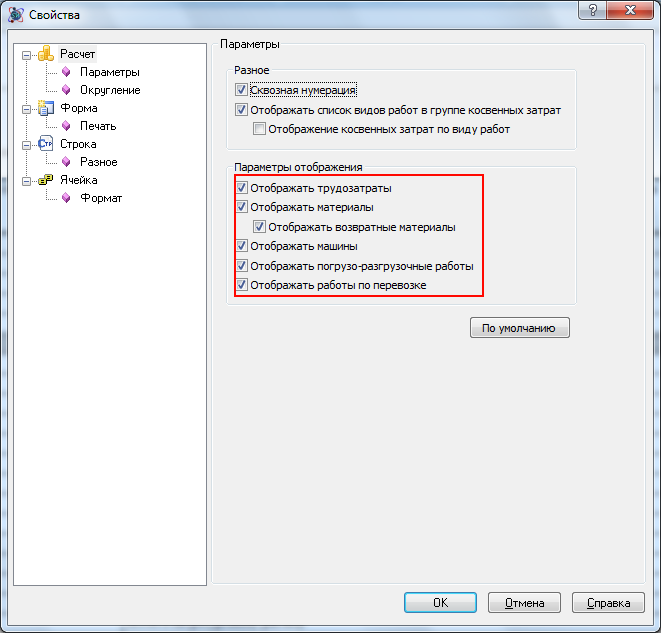 Свойства
?
Расчет
Параметры
Округление
Форма
Печать
Стр
Строка
Разное
Ячейка
Формат
Параметры
Разное
Сквозная нумерация
Отображать список видов работ в группе косвенных затрат
Отображение косвенных затрат по виду работ
Параметры отображения
Отображать трудозатраты
Отображать материалы
Отображать возвратные материалы
Отображать машины
Отображать погрузо-разгрузочные работы
Отображать работы по перевозке
По умолчанию
OK
Отмена
Справка